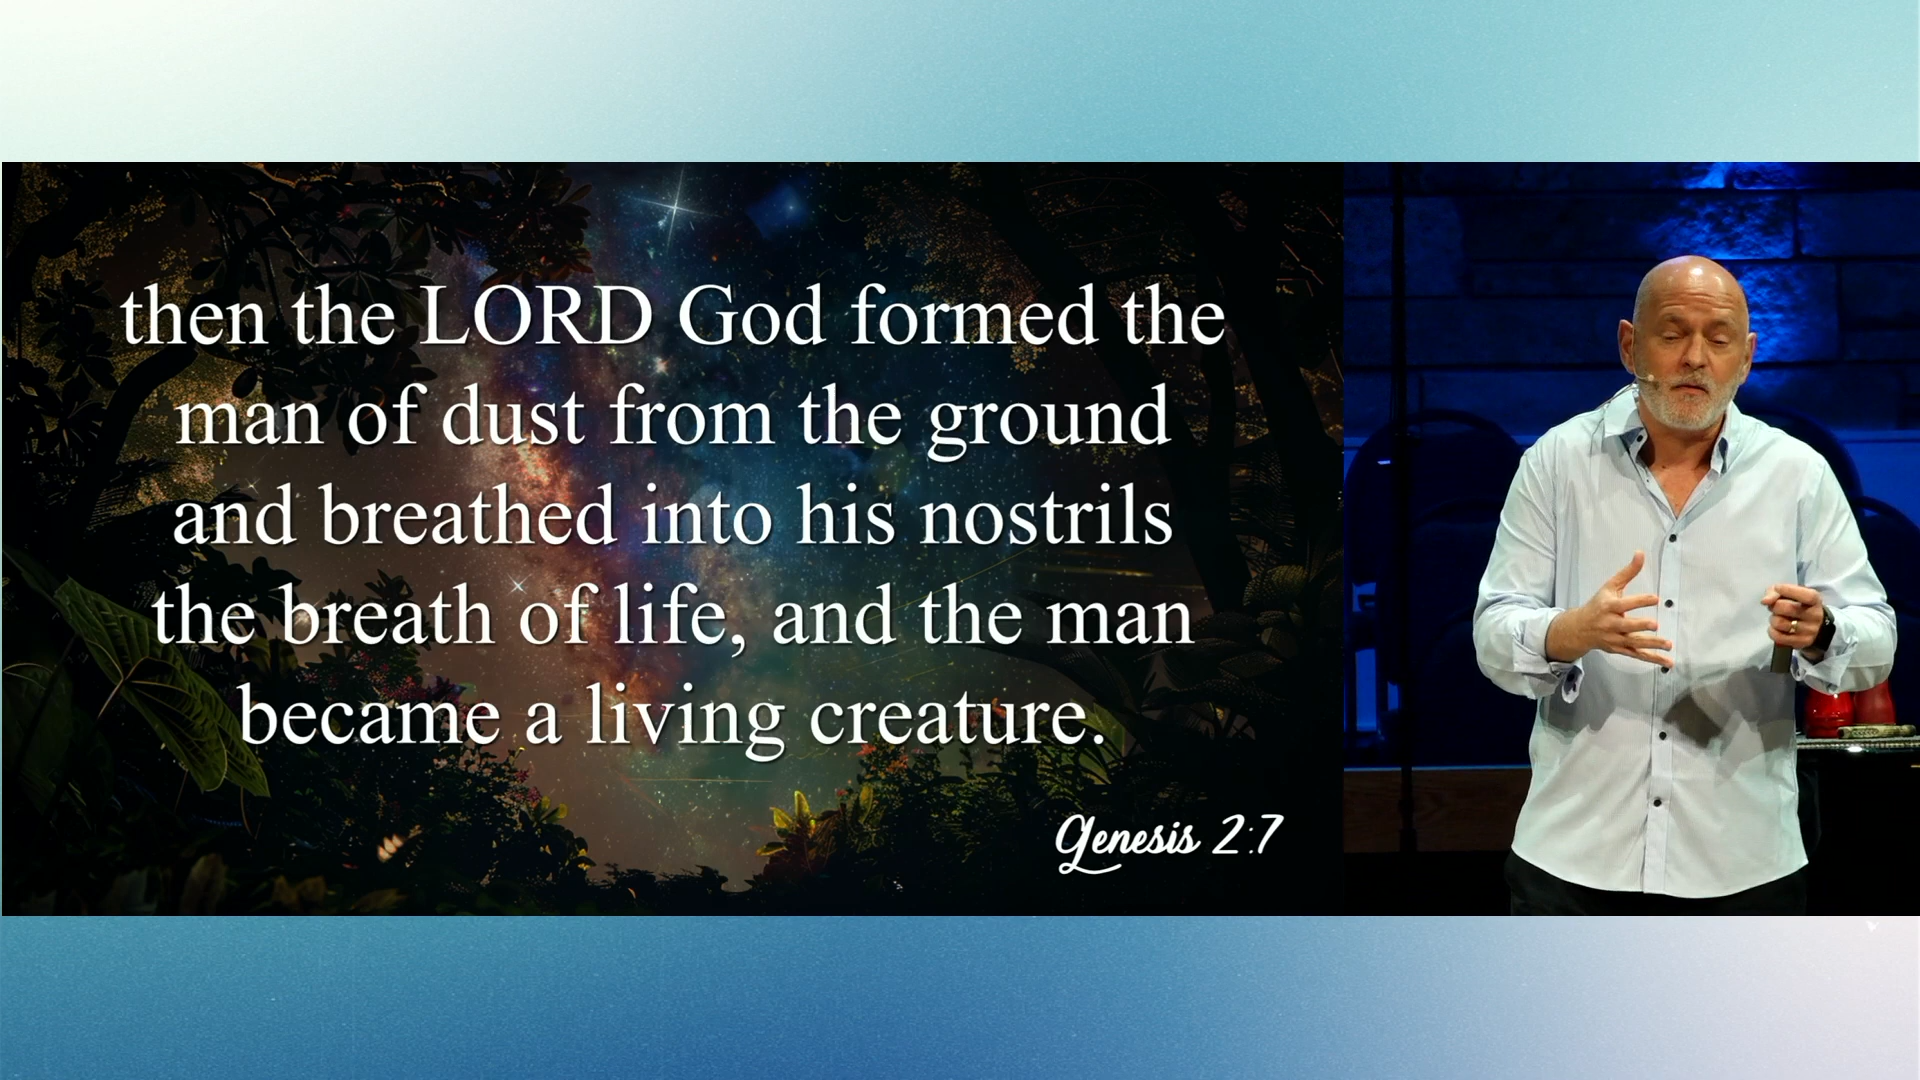 then the LORD God formed the
man of dust from the ground
and breathed into his nostrils
the breath of life, and the man
became a living creature.
Genesis 2:7